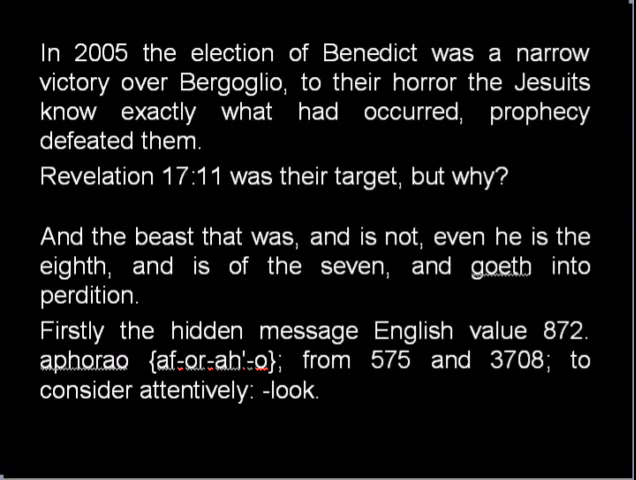 In 2005 the election of Benedict was a narrow
victory over Bergoglio, to their horror the Jesuits
know exactly what had occurred, prophecy
defeated them.
Revelation 17:11 was their target, but why?
And the beast that was, and is not, even he is the
eighth, and is of the seven, and goeth into
perdition.
Firstly the hidden message English value 872.
aphorao {af-or-ah'-o}; from 575 and 3708; to
consider attentively: -look.